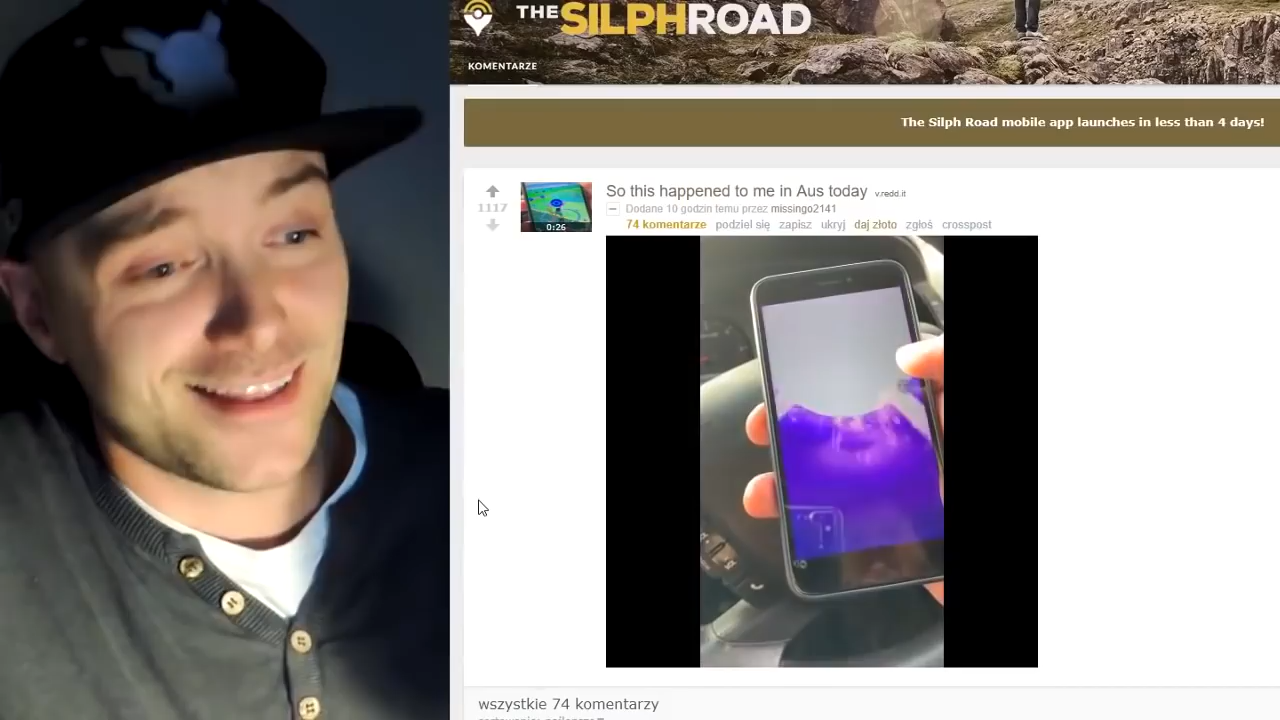 THE SILPHROAD
KOMENTARZE
The Silph Road mobile app launches in less than 4 days!
1117
0:26
So this happened to me in Aus today v.redd.it
Dodane 10 godzin temu przez missingo2141
74 komentarze podziel się zapisz ukryj daj złoto zgłoś crosspost
wszystkie 74 komentarzy